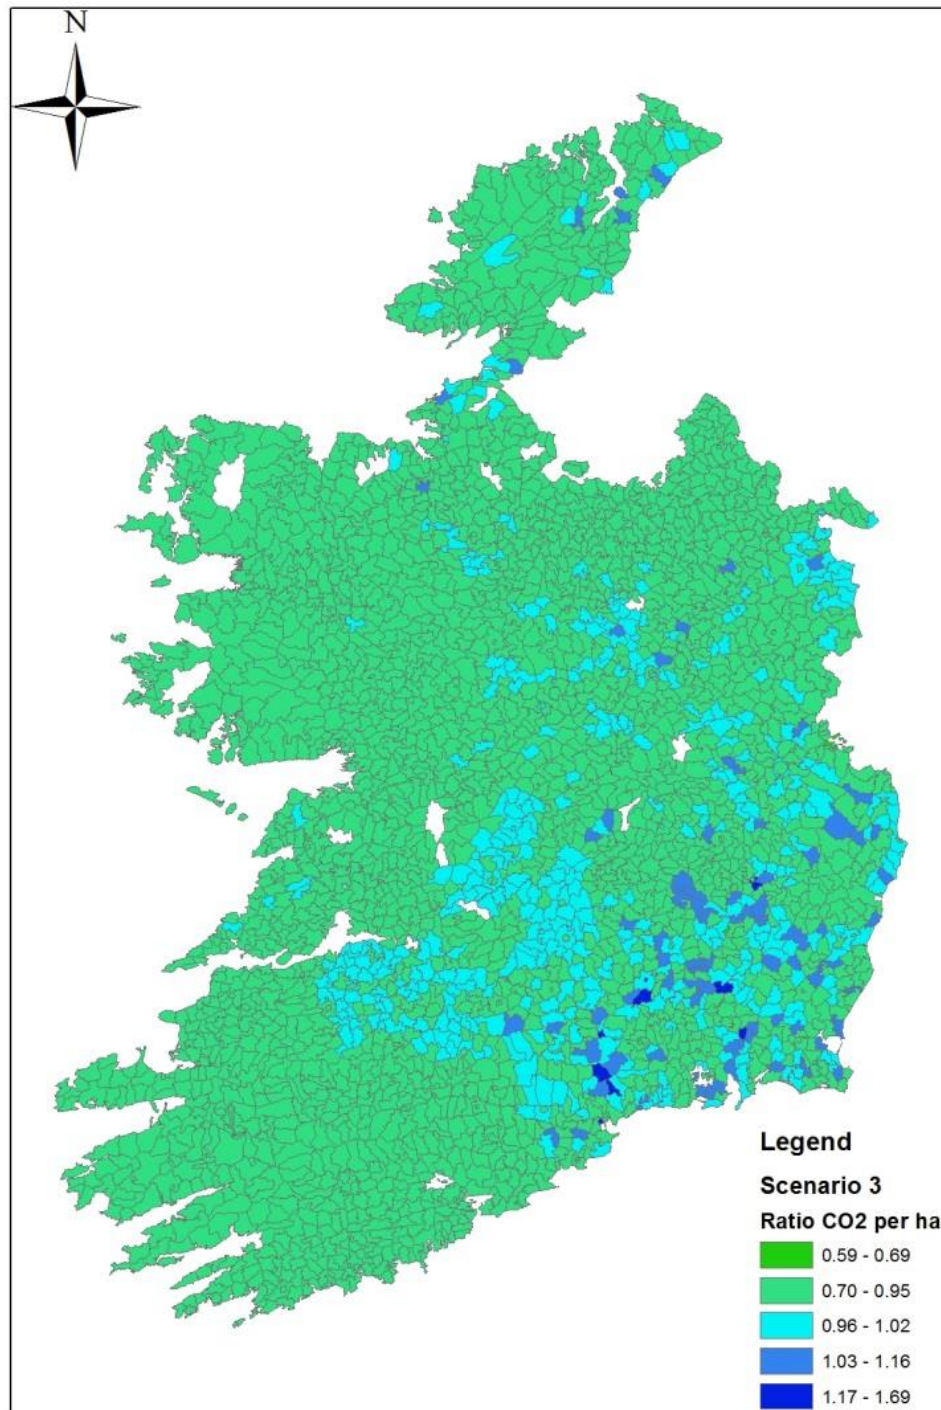 N
Legend
Scenario 3
Ratio CO2 per ha
0.59 - 0.69
0.70 - 0.95
0.96 - 1.02
1.03 - 1.16
1.17 - 1.69